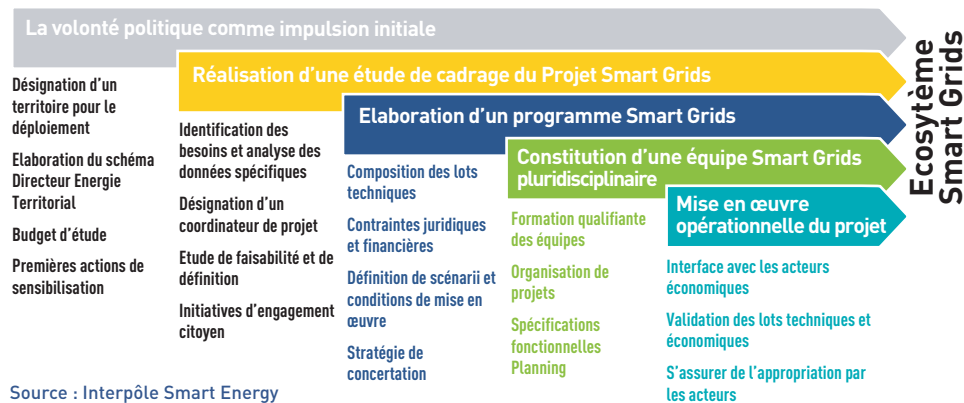 La volonté politique comme impulsion initiale
Désignation d'un
territoire pour le
déploiement
Elaboration du schéma
Directeur Energie
Territorial
Budget d'étude
Premières actions de
sensibilisation
Réalisation d'une étude de cadrage du Projet Smart Grids
Identification des
besoins et analyse des
données spécifiques
Désignation d'un
coordinateur de projet
Etude de faisabilité et de
définition
Initiatives d'engagement
citoyen
Elaboration d'un programme Smart Grids
Composition des lots
techniques
Contraintes juridiques
et financières
Définition de scénarii et
conditions de mise en
œuvre
Stratégie de
concertation
Constitution d'une équipe Smart Grids
pluridisciplinaire
Formation qualifiante
des équipes
Organisation de
projets
Spécifications
fonctionnelles
Planning
Mise en œuvre
opérationnelle du projet
Interface avec les acteurs
économiques
Validation des lots techniques et
économiques
S'assurer de l'appropriation par
les acteurs
Ecosytème
Smart Grids
Source : Interpôle Smart Energy